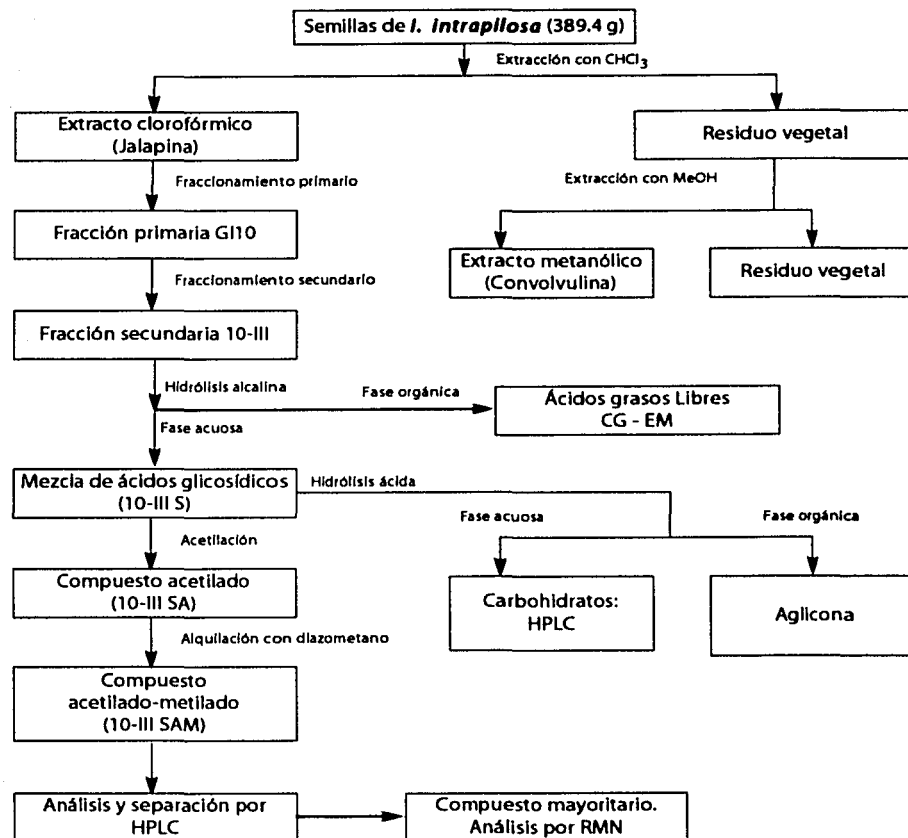 Semillas de I. intrapilosa (389.4 g)
Extracción con CHCl3
Extracto clorofórmico
(Jalapina)
Residuo vegetal
Fraccionamiento primario
Extracción con MeOH
Fracción primaria GI10
Extracto metanólico
(Convolvulina)
Residuo vegetal
Fraccionamiento secundario
Fracción secundaria 10-III
Hidrólisis alcalina
Fase orgánica
Ácidos grasos Libres
CG - EM
Fase acuosa
Mezcla de ácidos glicosídicos
(10-III S)
Hidrólisis ácida
Fase acuosa
Fase orgánica
Acetilación
Compuesto acetilado
(10-III SA)
Carbohidratos:
HPLC
Aglicona
Alquilación con diazometano
Compuesto
acetilado-metilado
(10-III SAM)
Análisis y separación por
HPLC
Compuesto mayoritario.
Análisis por RMN